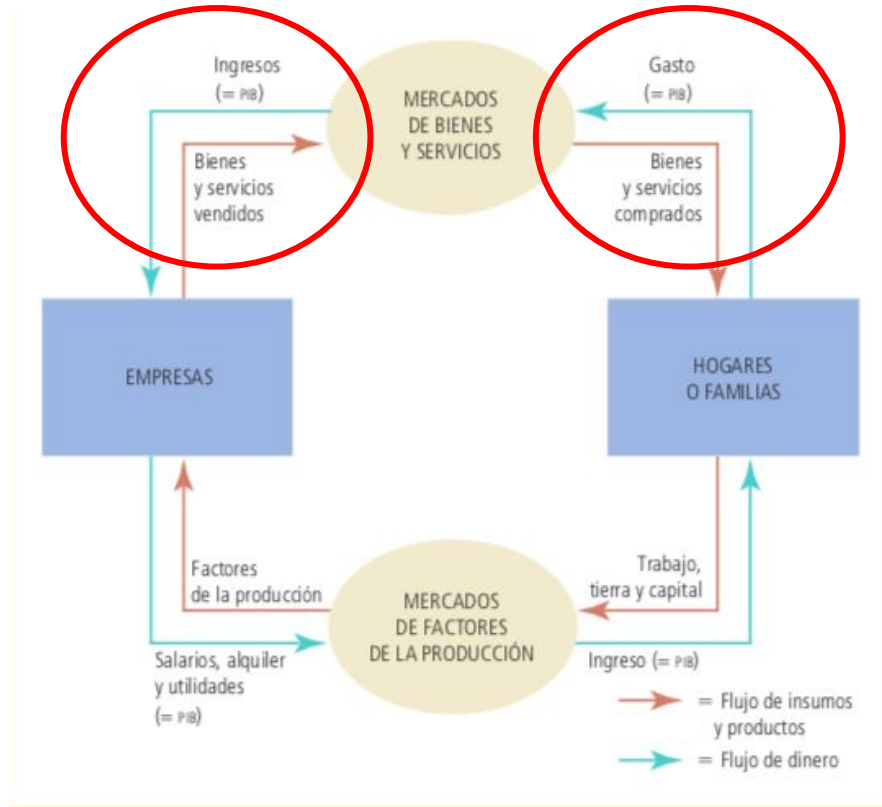 Ingresos
(= PIB)
MERCADOS
DE BIENES
Y SERVICIOS
Gasto
(= PIB)
Bienes
y servicios
vendidos
Bienes
y servicios
comprados
EMPRESAS
HOGARES
O FAMILIAS
Factores
de la producción
MERCADOS
DE FACTORES
DE LA PRODUCCIÓN
Trabajo,
tierra y capital
Salarios, alquiler
y utilidades
(= PIB)
Ingreso (= PIB)
= Flujo de insumos
y productos
= Flujo de dinero